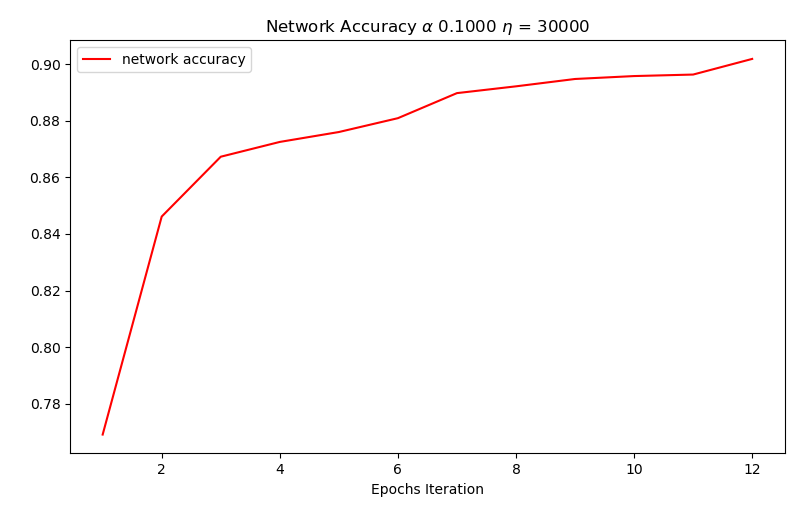 Network Accuracy α 0.1000 η = 30000
network accuracy
0.90
0.88
0.86
0.84
0.82
0.80
0.78
2 4 6 8 10 12
Epochs Iteration